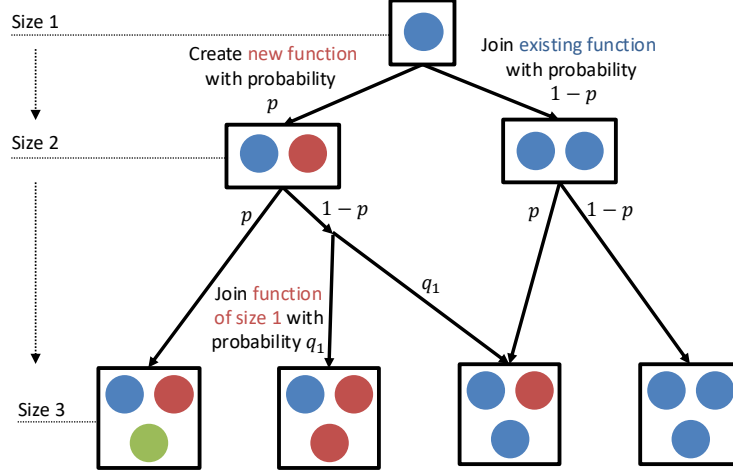 Size 1
Create new function
with probability
p
Join existing function
with probability
1 − p
Size 2
p
1 − p
p
1 − p
q₁
Join function
of size 1 with
probability q₁
Size 3